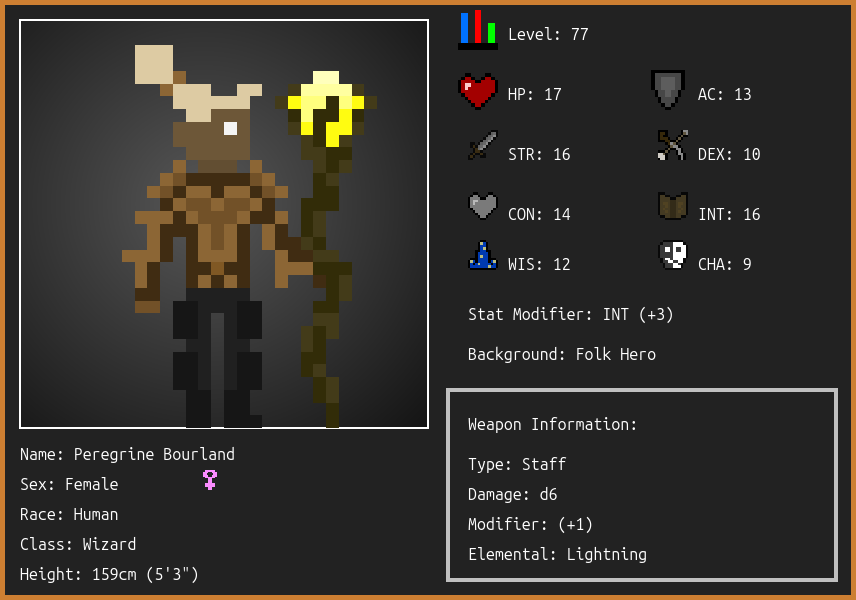 Level: 77
HP: 17
AC: 13
STR: 16
DEX: 10
CON: 14
INT: 16
WIS: 12
CHA: 9
Stat Modifier: INT (+3)
Background: Folk Hero
Weapon Information:
Type: Staff
Damage: d6
Modifier: (+1)
Elemental: Lightning
Name: Peregrine Bourland
Sex: Female
Race: Human
Class: Wizard
Height: 159cm (5'3")